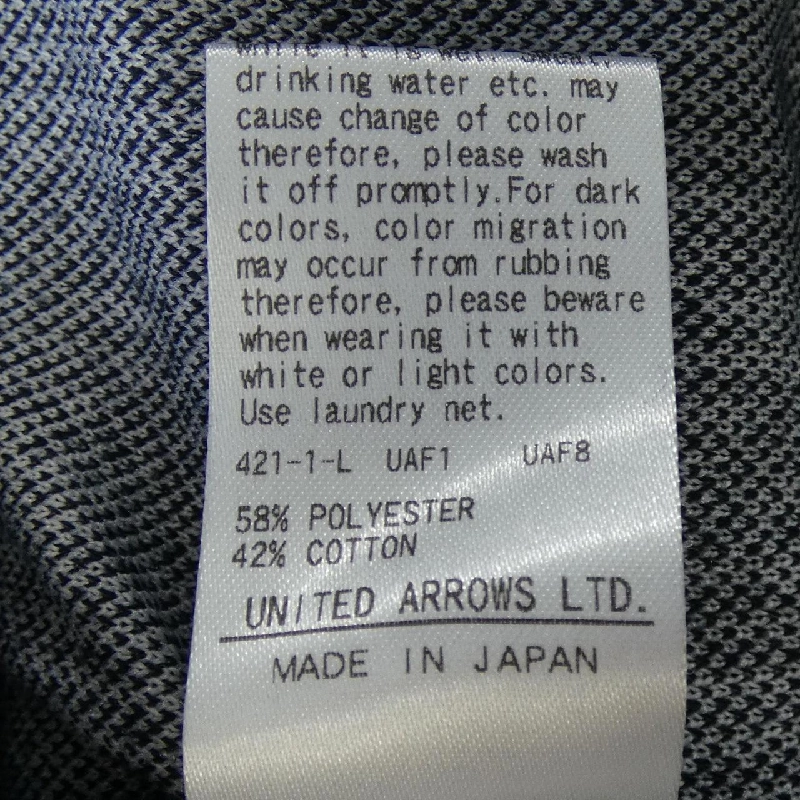 drinking water etc. may
cause change of color
therefore, please wash
it off promptly.For dark
colors, color migration
may occur from rubbing
therefore, please beware
when wearing it with
white or light colors.
Use laundry net.
421-1-L UAF1 UAF8
58% POLYESTER
42% COTTON
UNITED ARROWS LTD.
MADE IN JAPAN